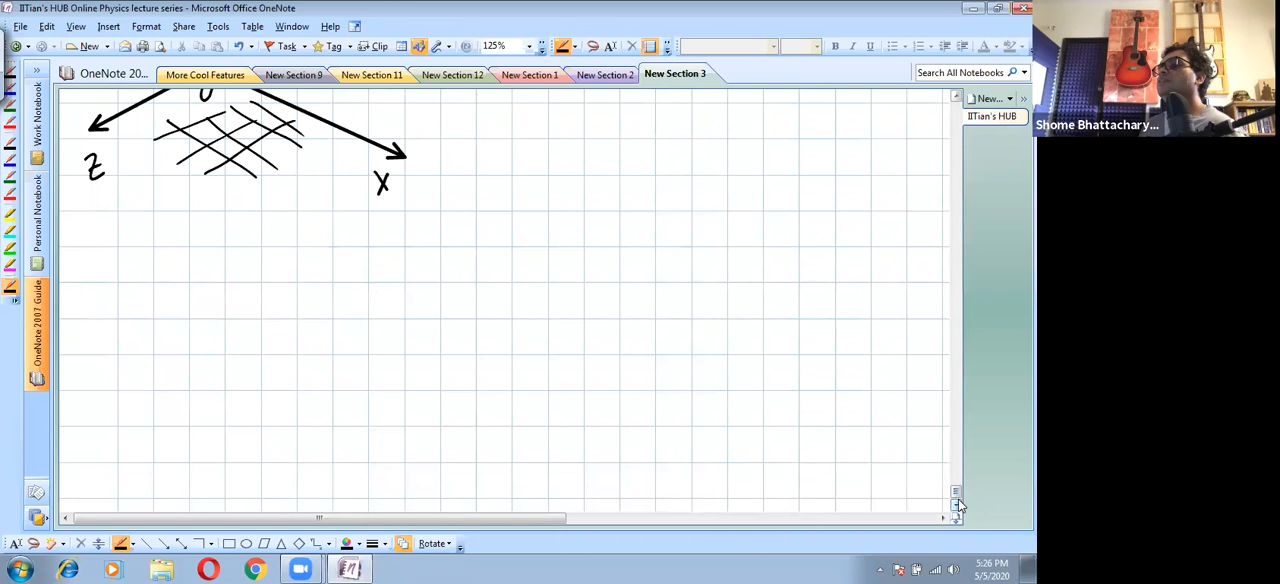 IITian's HUB Online Physics lecture series - Microsoft Office OneNote
File Edit View Insert Format Share Tools Table Window Help
New Task Tag Clip 125% B I U
OneNote 20... More Cool Features New Section 9 New Section 11 New Section 12 New Section 1 New Section 2 New Section 3 Search All Notebooks
New...
IITian's HUB
Shome Bhattachary...
Work Notebook
Personal Notebook
OneNote 2007 Guide
Z
X
Rotate
5:26 PM
5/5/2020